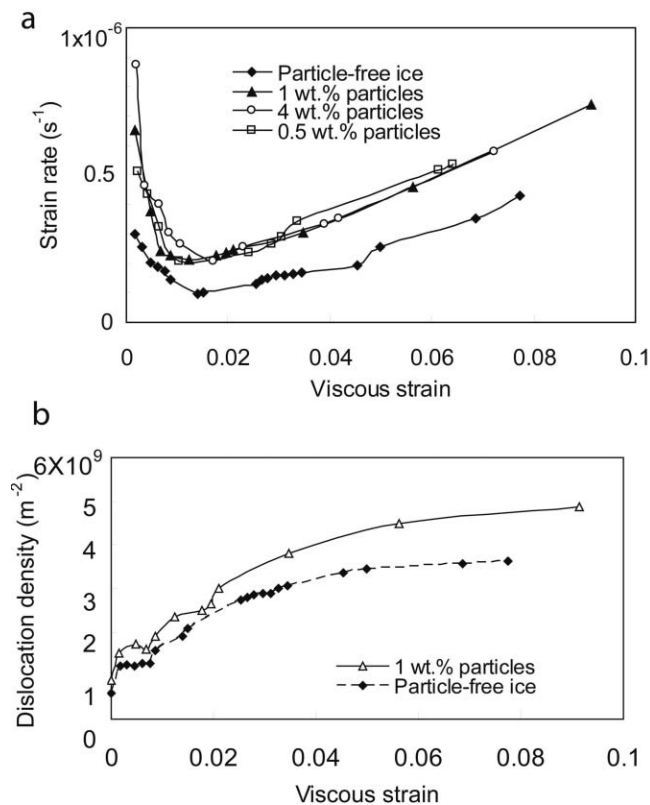 a
1x10⁻⁶
0.5
0
Strain rate (s⁻¹)
Particle-free ice
1 wt.% particles
4 wt.% particles
0.5 wt.% particles
0 0.02 0.04 0.06 0.08 0.1
Viscous strain
b
6X10⁹
5
4
3
2
1
0
Dislocation density (m⁻²)
1 wt.% particles
Particle-free ice
0 0.02 0.04 0.06 0.08 0.1
Viscous strain